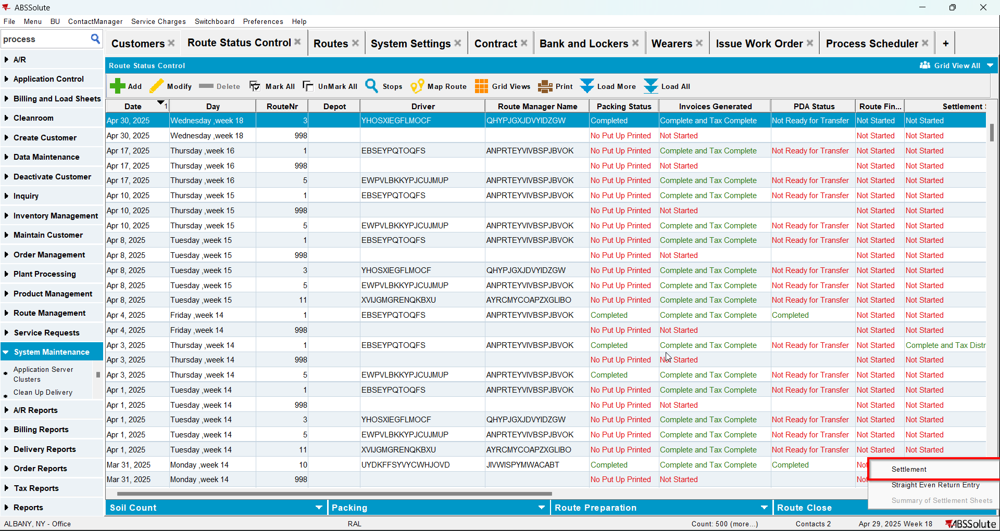 ABSSolute
File Menu BU ContactManager Service Charges Switchboard Preferences Help
process
Customers Route Status Control Routes System Settings Contract Bank and Lockers Wearers Issue Work Order Process Scheduler +
Route Status Control Grid View All
Add Modify Delete Mark All UnMark All Stops Map Route Grid Views Print Load More Load All
A/R
Application Control
Billing and Load Sheets
Cleanroom
Create Customer
Data Maintenance
Deactivate Customer
Inquiry
Inventory Management
Maintain Customer
Order Management
Plant Processing
Product Management
Route Management
Service Requests
System Maintenance
Application Server
Clusters
Clean Up Delivery
A/R Reports
Billing Reports
Delivery Reports
Order Reports
Tax Reports
Reports
Date 1 Day RouteNr Depot Driver Route Manager Name Packing Status Invoices Generated PDA Status Route Fin... Settlement
Apr 30, 2025 Wednesday ,week 18 3 YHOSXIEGFLMOCF QHYPJGXJDVYIDZGW Completed Complete and Tax Complete Not Ready for Transfer Not Started Not Started
Apr 30, 2025 Wednesday ,week 18 998 No Put Up Printed Not Started Not Started Not Started
Apr 17, 2025 Thursday ,week 16 1 EBSEYPQTOQFS ANPRTEYVIVBSPJBVOK No Put Up Printed Complete and Tax Complete Not Ready for Transfer Not Started Not Started
Apr 17, 2025 Thursday ,week 16 998 No Put Up Printed Not Started Not Started Not Started
Apr 17, 2025 Thursday ,week 16 5 EWPVLBKKYPJCUJMUP ANPRTEYVIVBSPJBVOK No Put Up Printed Complete and Tax Complete Not Ready for Transfer Not Started Not Started
Apr 10, 2025 Thursday ,week 15 1 EBSEYPQTOQFS ANPRTEYVIVBSPJBVOK No Put Up Printed Complete and Tax Complete Not Ready for Transfer Not Started Not Started
Apr 10, 2025 Thursday ,week 15 998 No Put Up Printed Not Started Not Started Not Started
Apr 10, 2025 Thursday ,week 15 5 EWPVLBKKYPJCUJMUP ANPRTEYVIVBSPJBVOK No Put Up Printed Complete and Tax Complete Not Ready for Transfer Not Started Not Started
Apr 8, 2025 Tuesday ,week 15 1 EBSEYPQTOQFS ANPRTEYVIVBSPJBVOK No Put Up Printed Complete and Tax Complete Not Ready for Transfer Not Started Not Started
Apr 8, 2025 Tuesday ,week 15 998 No Put Up Printed Not Started Not Started Not Started
Apr 8, 2025 Tuesday ,week 15 3 YHOSXIEGFLMOCF QHYPJGXJDVYIDZGW No Put Up Printed Complete and Tax Complete Not Ready for Transfer Not Started Not Started
Apr 8, 2025 Tuesday ,week 15 5 EWPVLBKKYPJCUJMUP ANPRTEYVIVBSPJBVOK No Put Up Printed Complete and Tax Complete Not Ready for Transfer Not Started Not Started
Apr 8, 2025 Tuesday ,week 15 11 XVIJGMGRENQKBXU AYRCMYCOAPZXGLIBO No Put Up Printed Complete and Tax Complete Not Ready for Transfer Not Started Not Started
Apr 4, 2025 Friday ,week 14 1 EBSEYPQTOQFS ANPRTEYVIVBSPJBVOK Completed Complete and Tax Complete Completed Not Started Not Started
Apr 4, 2025 Friday ,week 14 998 No Put Up Printed Not Started Not Started Not Started
Apr 3, 2025 Thursday ,week 14 1 EBSEYPQTOQFS ANPRTEYVIVBSPJBVOK Completed Complete and Tax Complete Not Ready for Transfer Not Started Complete and Tax Distr
Apr 3, 2025 Thursday ,week 14 998 No Put Up Printed Not Started Not Started Not Started
Apr 3, 2025 Thursday ,week 14 5 EWPVLBKKYPJCUJMUP ANPRTEYVIVBSPJBVOK Completed Complete and Tax Complete Not Ready for Transfer Not Started Not Started
Apr 1, 2025 Tuesday ,week 14 1 EBSEYPQTOQFS ANPRTEYVIVBSPJBVOK No Put Up Printed Complete and Tax Complete Not Ready for Transfer Not Started Not Started
Apr 1, 2025 Tuesday ,week 14 998 No Put Up Printed Not Started Not Started Not Started
Apr 1, 2025 Tuesday ,week 14 3 YHOSXIEGFLMOCF QHYPJGXJDVYIDZGW No Put Up Printed Complete and Tax Complete Not Ready for Transfer Not Started Not Started
Apr 1, 2025 Tuesday ,week 14 5 EWPVLBKKYPJCUJMUP ANPRTEYVIVBSPJBVOK No Put Up Printed Complete and Tax Complete Not Ready for Transfer Not Started Not Started
Apr 1, 2025 Tuesday ,week 14 11 XVIJGMGRENQKBXU AYRCMYCOAPZXGLIBO No Put Up Printed Complete and Tax Complete Not Ready for Transfer Not Started Not Started
Mar 31, 2025 Monday ,week 14 10 UYDKFFSYVYCWHJOVD JIVWISPYMWACABT Completed Complete and Tax Complete Completed Not
Mar 31, 2025 Monday ,week 14 998 No Put Up Printed Not Started Not
Settlement
Straight Even Return Entry
Summary of Settlement Sheets
Soil Count Packing Route Preparation Route Close
ALBANY, NY - Office RAL Count: 500 (more...) Contacts 2 Apr 29, 2025 Week 18 ABSSolute